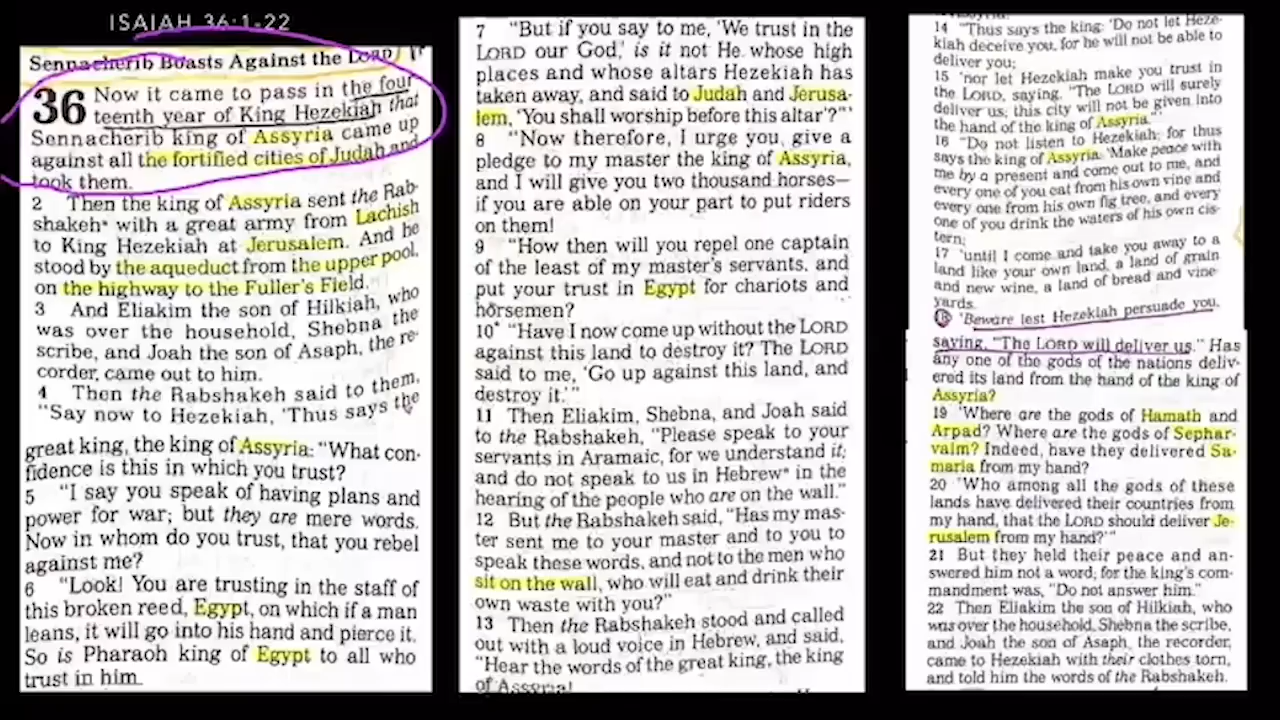 ISAIAH 36:1-22
Sennacherib Boasts Against the LORD
36 Now it came to pass in the four
teenth year of King Hezekiah that
Sennacherib king of Assyria came up
against all the fortified cities of Judah and
took them.
2 Then the king of Assyria sent the Rab-
shakeh* with a great army from Lachish
to King Hezekiah at Jerusalem. And he
stood by the aqueduct from the upper pool,
on the highway to the Fuller's Field.
3 And Eliakim the son of Hilkiah, who
was over the household, Shebna the
scribe, and Joah the son of Asaph, the re-
corder, came out to him.
4 Then the Rabshakeh said to them,
"Say now to Hezekiah, 'Thus says the
great king, the king of Assyria: "What con-
fidence is this in which you trust?
5 "I say you speak of having plans and
power for war; but they are mere words.
Now in whom do you trust, that you rebel
against me?
6 "Look! You are trusting in the staff of
this broken reed, Egypt, on which if a man
leans, it will go into his hand and pierce it.
So is Pharaoh king of Egypt to all who
trust in him.
7 "But if you say to me, 'We trust in the
LORD our God,' is it not He whose high
places and whose altars Hezekiah has
taken away, and said to Judah and Jerusa-
lem, 'You shall worship before this altar'?"'
8 "Now therefore, I urge you, give a
pledge to my master the king of Assyria,
and I will give you two thousand horses—
if you are able on your part to put riders
on them!
9 "How then will you repel one captain
of the least of my master's servants, and
put your trust in Egypt for chariots and
horsemen?
10* "Have I now come up without the LORD
against this land to destroy it? The LORD
said to me, 'Go up against this land, and
destroy it.'"
11 Then Eliakim, Shebna, and Joah said
to the Rabshakeh, "Please speak to your
servants in Aramaic, for we understand it;
and do not speak to us in Hebrew* in the
hearing of the people who are on the wall."
12 But the Rabshakeh said, "Has my mas-
ter sent me to your master and to you to
speak these words, and not to the men who
sit on the wall, who will eat and drink their
own waste with you?"
13 Then the Rabshakeh stood and called
out with a loud voice in Hebrew, and said,
"Hear the words of the great king, the king
of Assyria!
14 "Thus says the king: 'Do not let Heze-
kiah deceive you, for he will not be able to
deliver you;
15 'nor let Hezekiah make you trust in
the LORD, saying, "The LORD will surely
deliver us; this city will not be given into
the hand of the king of Assyria."'
16 "Do not listen to Hezekiah; for thus
says the king of Assyria: 'Make peace with
me by a present and come out to me; and
every one of you eat from his own vine and
every one from his own fig tree, and every
one of you drink the waters of his own cis-
tern;
17 'until I come and take you away to a
land like your own land, a land of grain
and new wine, a land of bread and vine-
yards.
18 'Beware lest Hezekiah persuade you,
saying, "The LORD will deliver us." Has
any one of the gods of the nations deliv-
ered its land from the hand of the king of
Assyria?
19 'Where are the gods of Hamath and
Arpad? Where are the gods of Sephar-
vaim? Indeed, have they delivered Sa-
maria from my hand?
20 'Who among all the gods of these
lands have delivered their countries from
my hand, that the LORD should deliver Je-
rusalem from my hand?'"
21 But they held their peace and an-
swered him not a word; for the king's com-
mandment was, "Do not answer him."
22 Then Eliakim the son of Hilkiah, who
was over the household, Shebna the scribe,
and Joah the son of Asaph, the recorder,
came to Hezekiah with their clothes torn,
and told him the words of the Rabshakeh.